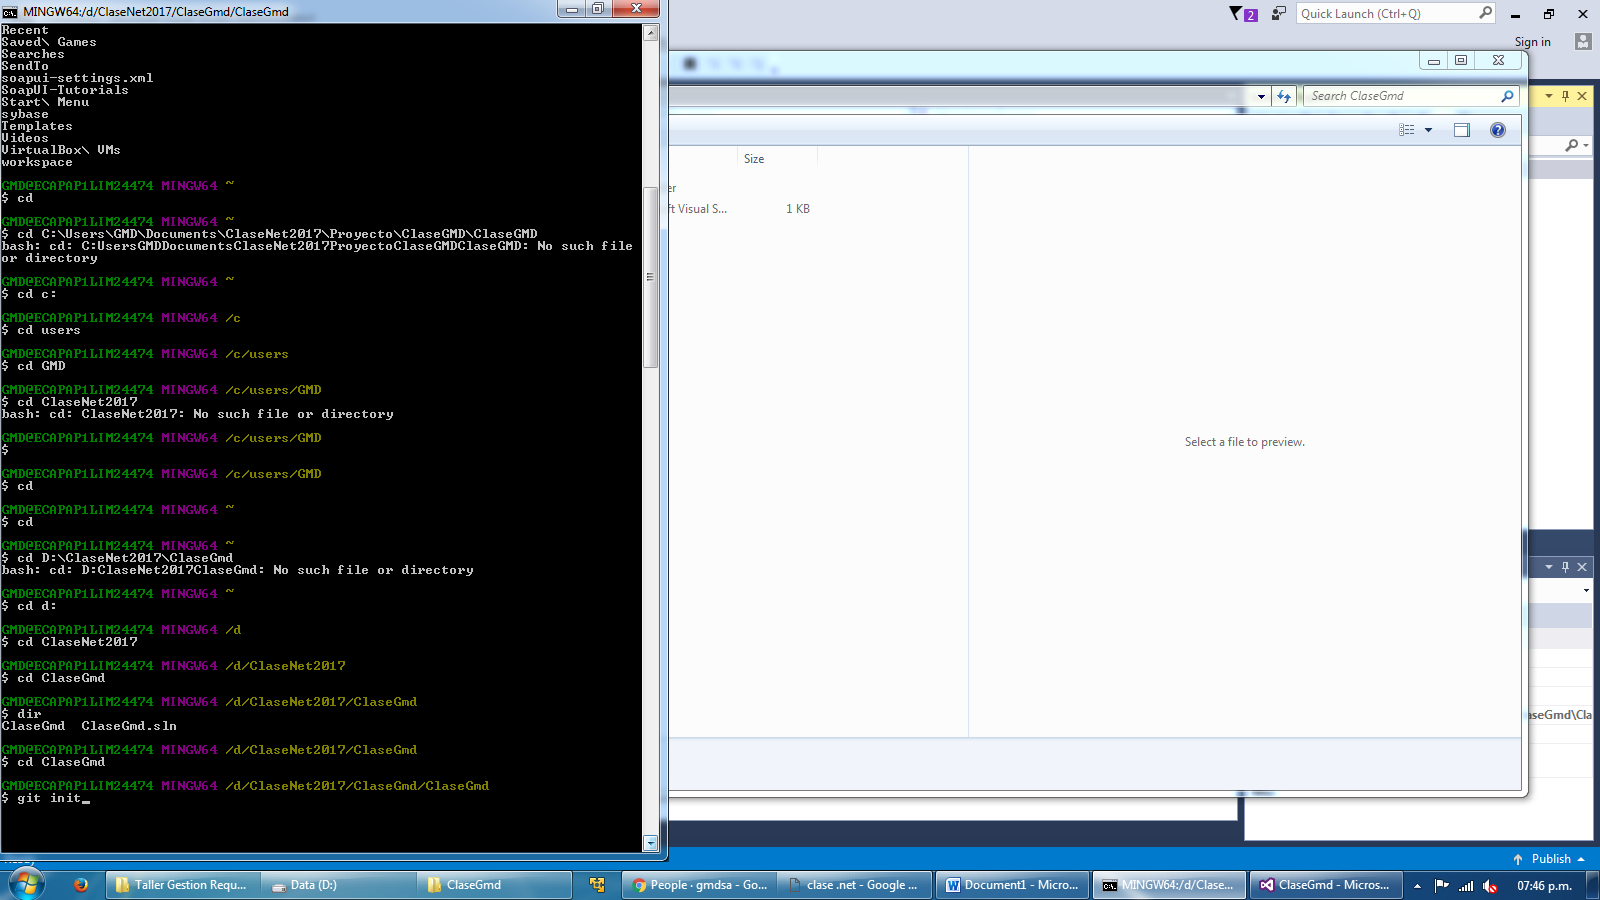 MINGW64:/d/ClaseNet2017/ClaseGmd/ClaseGmd
Recent
Saved\ Games
Searches
SendTo
soapui-settings.xml
SoapUI-Tutorials
Start\ Menu
sybase
Templates
Videos
VirtualBox\ VMs
workspace
GMD@ECAPAP1LIM24474 MINGW64 ~
$ cd
GMD@ECAPAP1LIM24474 MINGW64 ~
$ cd C:\Users\GMD\Documents\ClaseNet2017\Proyecto\ClaseGMD\ClaseGMD
bash: cd: C:UsersGMDDocumentsClaseNet2017ProyectoClaseGMDClaseGMD: No such file
or directory
GMD@ECAPAP1LIM24474 MINGW64 ~
$ cd c:
GMD@ECAPAP1LIM24474 MINGW64 /c
$ cd users
GMD@ECAPAP1LIM24474 MINGW64 /c/users
$ cd GMD
GMD@ECAPAP1LIM24474 MINGW64 /c/users/GMD
$ cd ClaseNet2017
bash: cd: ClaseNet2017: No such file or directory
GMD@ECAPAP1LIM24474 MINGW64 /c/users/GMD
$
GMD@ECAPAP1LIM24474 MINGW64 /c/users/GMD
$ cd
GMD@ECAPAP1LIM24474 MINGW64 ~
$ cd
GMD@ECAPAP1LIM24474 MINGW64 ~
$ cd D:\ClaseNet2017\ClaseGmd
bash: cd: D:ClaseNet2017ClaseGmd: No such file or directory
GMD@ECAPAP1LIM24474 MINGW64 ~
$ cd d:
GMD@ECAPAP1LIM24474 MINGW64 /d
$ cd ClaseNet2017
GMD@ECAPAP1LIM24474 MINGW64 /d/ClaseNet2017
$ cd ClaseGmd
GMD@ECAPAP1LIM24474 MINGW64 /d/ClaseNet2017/ClaseGmd
$ dir
ClaseGmd  ClaseGmd.sln
GMD@ECAPAP1LIM24474 MINGW64 /d/ClaseNet2017/ClaseGmd
$ cd ClaseGmd
GMD@ECAPAP1LIM24474 MINGW64 /d/ClaseNet2017/ClaseGmd/ClaseGmd
$ git init_
2
Quick Launch (Ctrl+Q)
Sign in
Search ClaseGmd
Size
er
ft Visual S...
1 KB
Select a file to preview.
aseGmd\Cla
Publish
Taller Gestion Requ...
Data (D:)
ClaseGmd
People · gmdsa - Go...
clase .net - Google ...
Document1 - Micro...
MINGW64:/d/Clase...
ClaseGmd - Micros...
07:46 p.m.